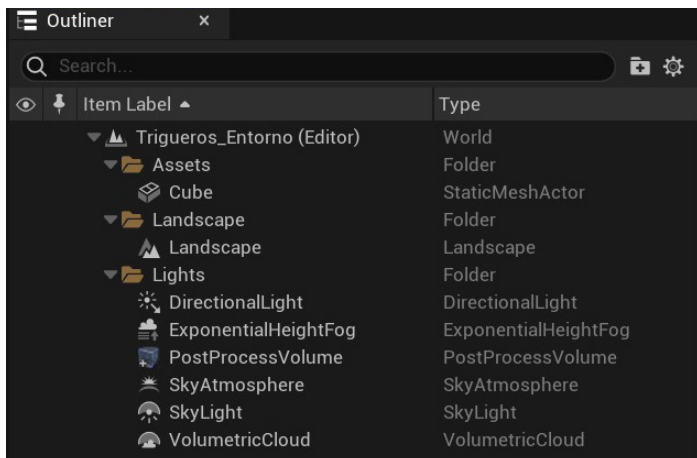 Outliner ×
Search...
Item Label Type
Trigueros_Entorno (Editor) World
Assets Folder
Cube StaticMeshActor
Landscape Folder
Landscape Landscape
Lights Folder
DirectionalLight DirectionalLight
ExponentialHeightFog ExponentialHeightFog
PostProcessVolume PostProcessVolume
SkyAtmosphere SkyAtmosphere
SkyLight SkyLight
VolumetricCloud VolumetricCloud